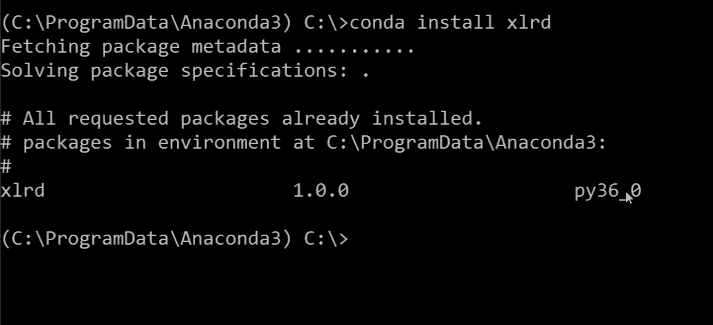 (C:\ProgramData\Anaconda3) C:\>conda install xlrd
Fetching package metadata ...........
Solving package specifications: .
# All requested packages already installed.
# packages in environment at C:\ProgramData\Anaconda3:
#
xlrd                      1.0.0                    py36_0
(C:\ProgramData\Anaconda3) C:\>